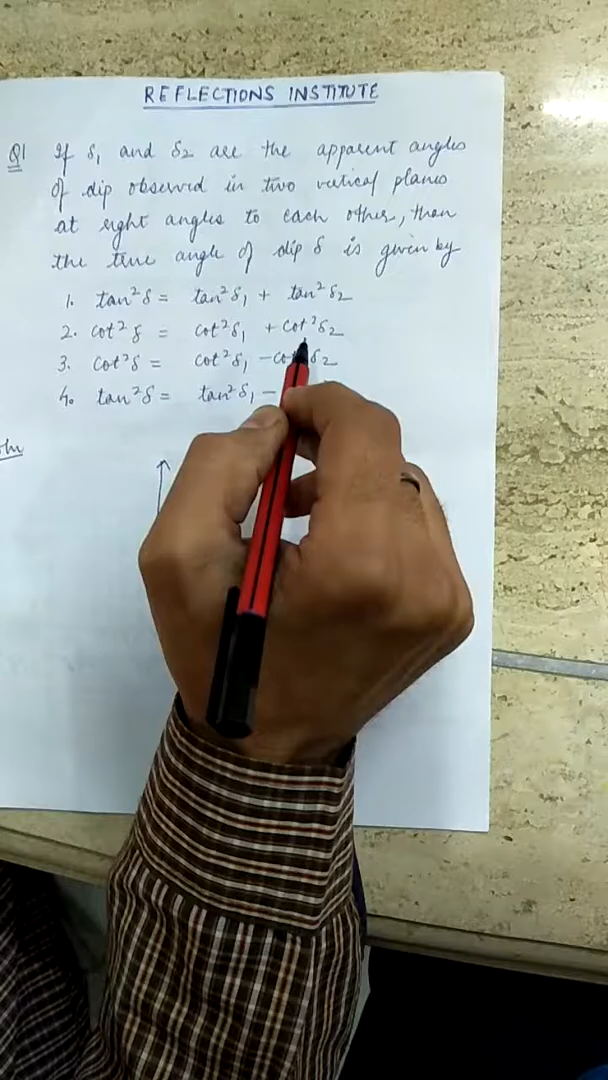 REFLECTIONS INSTITUTE
Q1 If δ₁ and δ₂ are the apparent angles
of dip observed in two vertical planes
at right angles to each other, then
the true angle of dip δ is given by
1. tan²δ = tan²δ₁ + tan²δ₂
2. cot²δ = cot²δ₁ + cot²δ₂
3. cot²δ = cot²δ₁ - cot²δ₂
4. tan²δ = tan²δ₁ -